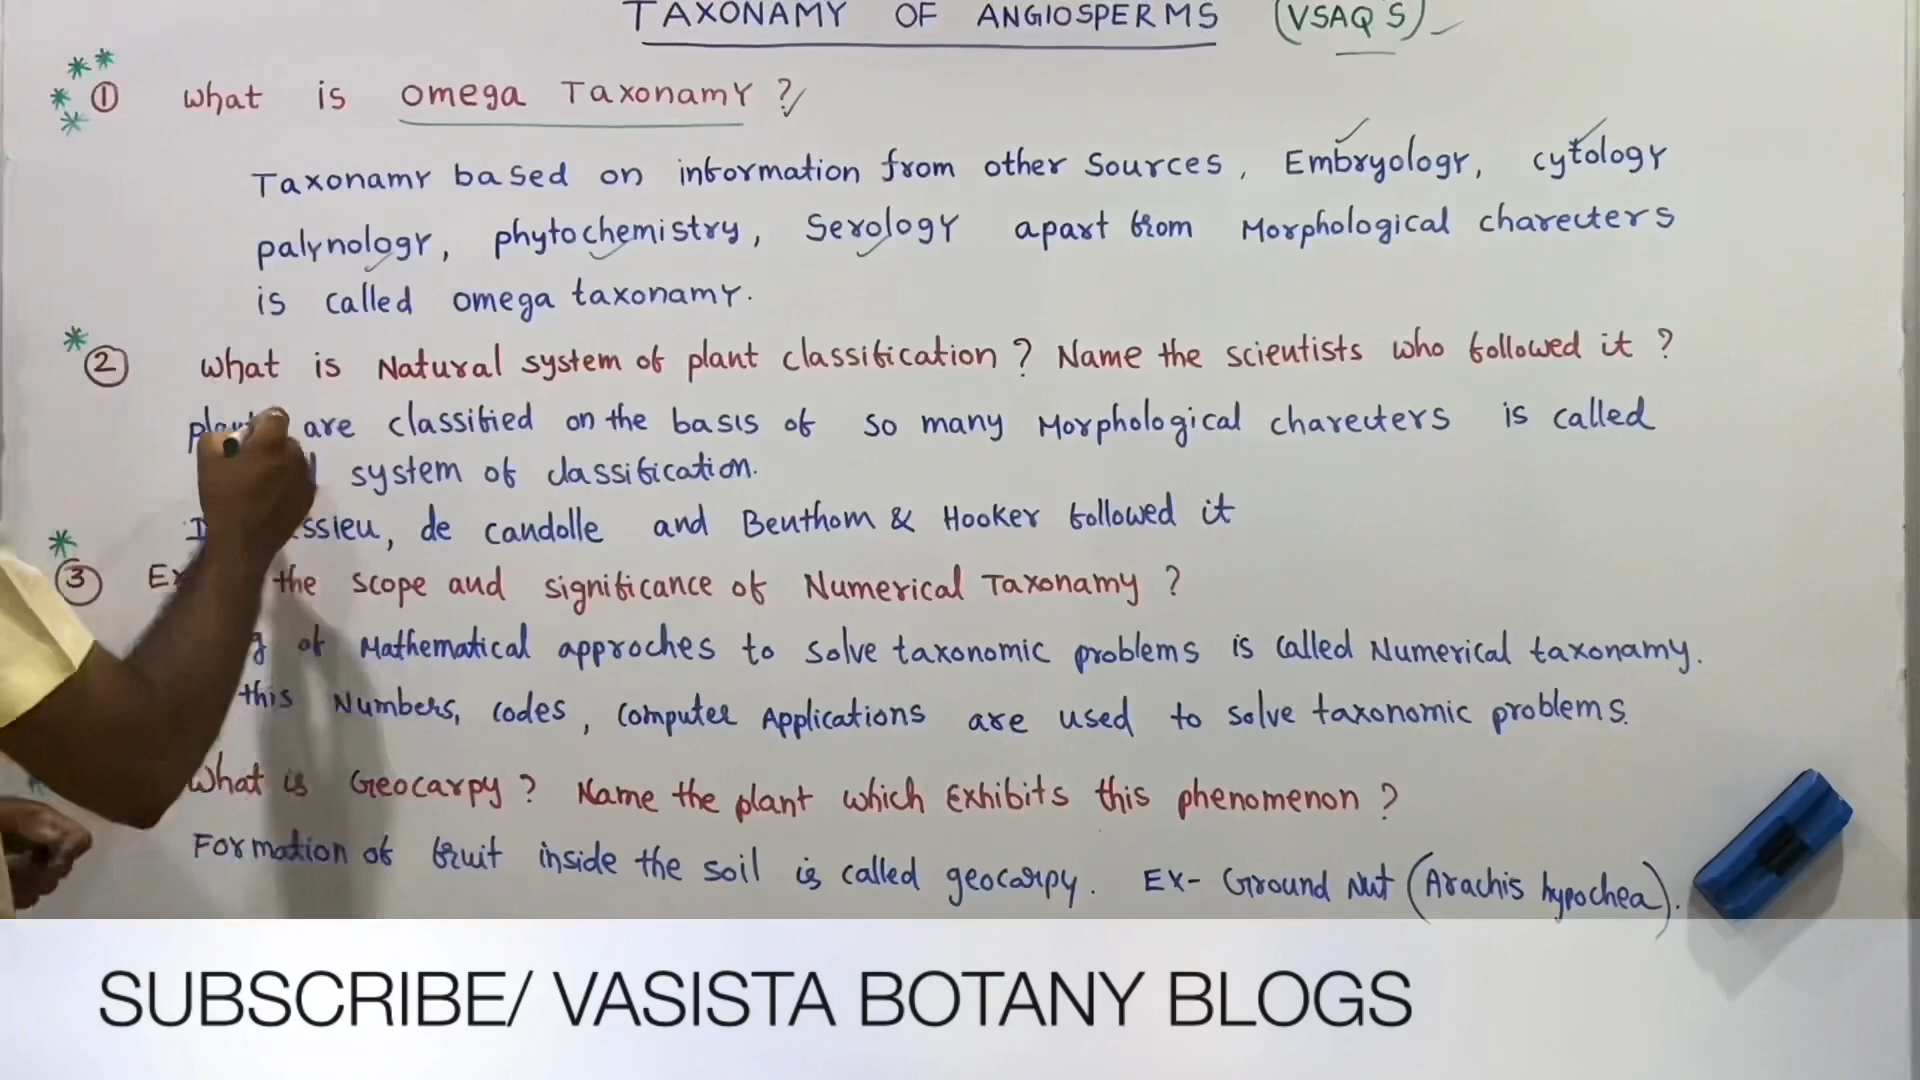 TAXONAMY OF ANGIOSPERMS (VSAQ'S)
① What is Omega Taxonamy?
Taxonamy based on information from other Sources, Embryology, cytology
palynology, phytochemistry, Serology apart from Morphological charecters
is called omega taxonamy.
② What is Natural system of plant classification? Name the scientists who followed it?
are classified on the basis of so many Morphological charecters is called
system of classification.
de candolle and Benthom & Hooker followed it
③ the scope and significance of Numerical Taxonamy?
of Mathematical approches to solve taxonomic problems is called Numerical taxonamy.
this Numbers, codes, Computer Applications are used to solve taxonomic problems.
What is Geocarpy? Name the plant which Exhibits this phenomenon?
Formation of fruit inside the soil is called geocarpy. Ex- Ground Nut (Arachis hypochea).
SUBSCRIBE/ VASISTA BOTANY BLOGS